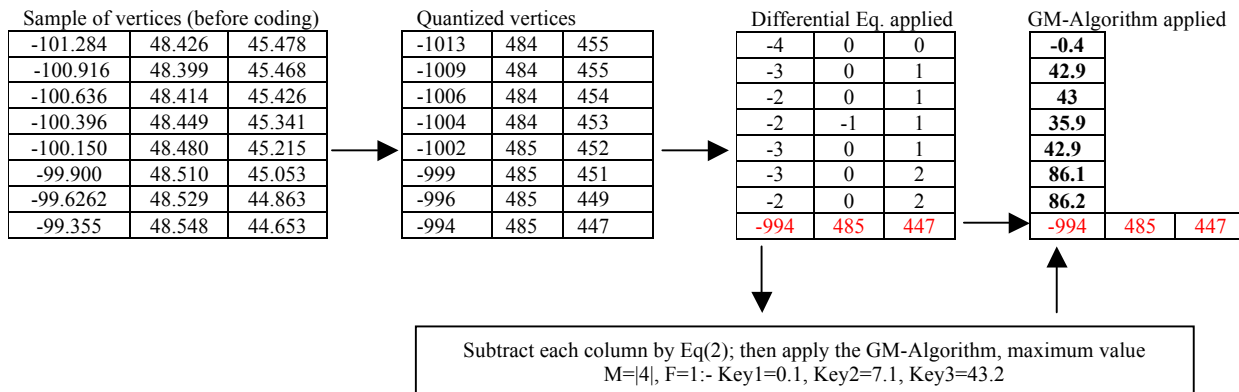 Sample of vertices (before coding) Quantized vertices Differential Eq. applied GM-Algorithm applied
-101.284 48.426 45.478 -1013 484 455 -4 0 0 -0.4
-100.916 48.399 45.468 -1009 484 455 -3 0 1 42.9
-100.636 48.414 45.426 -1006 484 454 -2 0 1 43
-100.396 48.449 45.341 -1004 484 453 -2 -1 1 35.9
-100.150 48.480 45.215 -1002 485 452 -3 0 1 42.9
-99.900 48.510 45.053 -999 485 451 -3 0 2 86.1
-99.6262 48.529 44.863 -996 485 449 -2 0 2 86.2
-99.355 48.548 44.653 -994 485 447 -994 485 447 -994 485 447
Subtract each column by Eq(2); then apply the GM-Algorithm, maximum value
M=|4|, F=1:- Key1=0.1, Key2=7.1, Key3=43.2